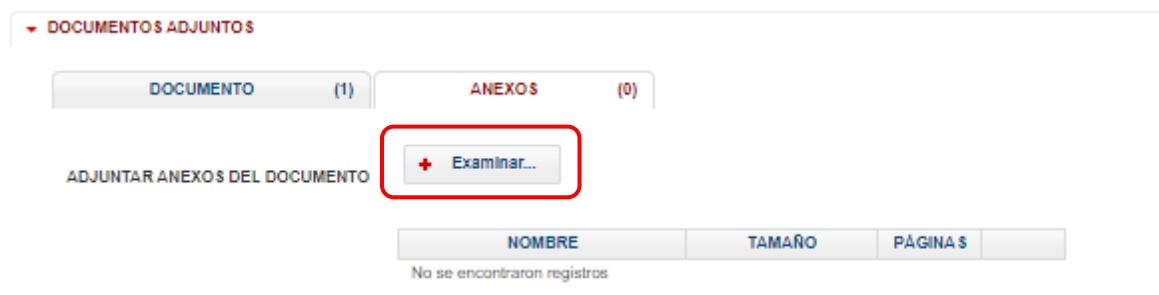 DOCUMENTOS ADJUNTOS
DOCUMENTO (1) ANEXOS (0)
Examinar...
ADJUNTAR ANEXOS DEL DOCUMENTO
NOMBRE TAMAÑO PÁGINAS
No se encontraron registros